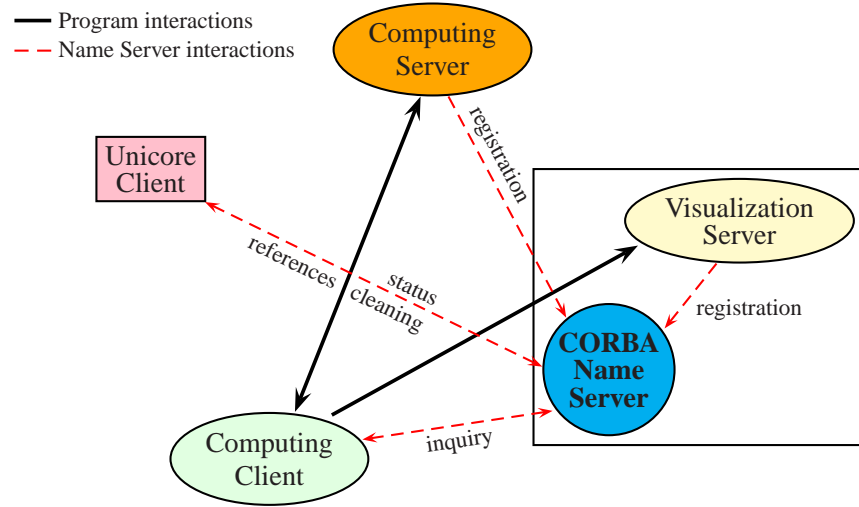 Program interactions
Name Server interactions
Computing
Server
registration
Unicore
Client
Visualization
Server
references
status
cleaning
registration
CORBA
Name
Server
Computing
Client
inquiry